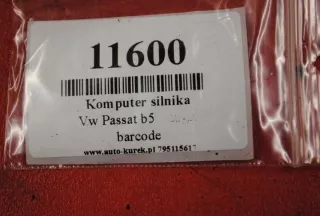 11600
Komputer silnika
Vw Passat b5
barcode
www.auto-kurek.pl